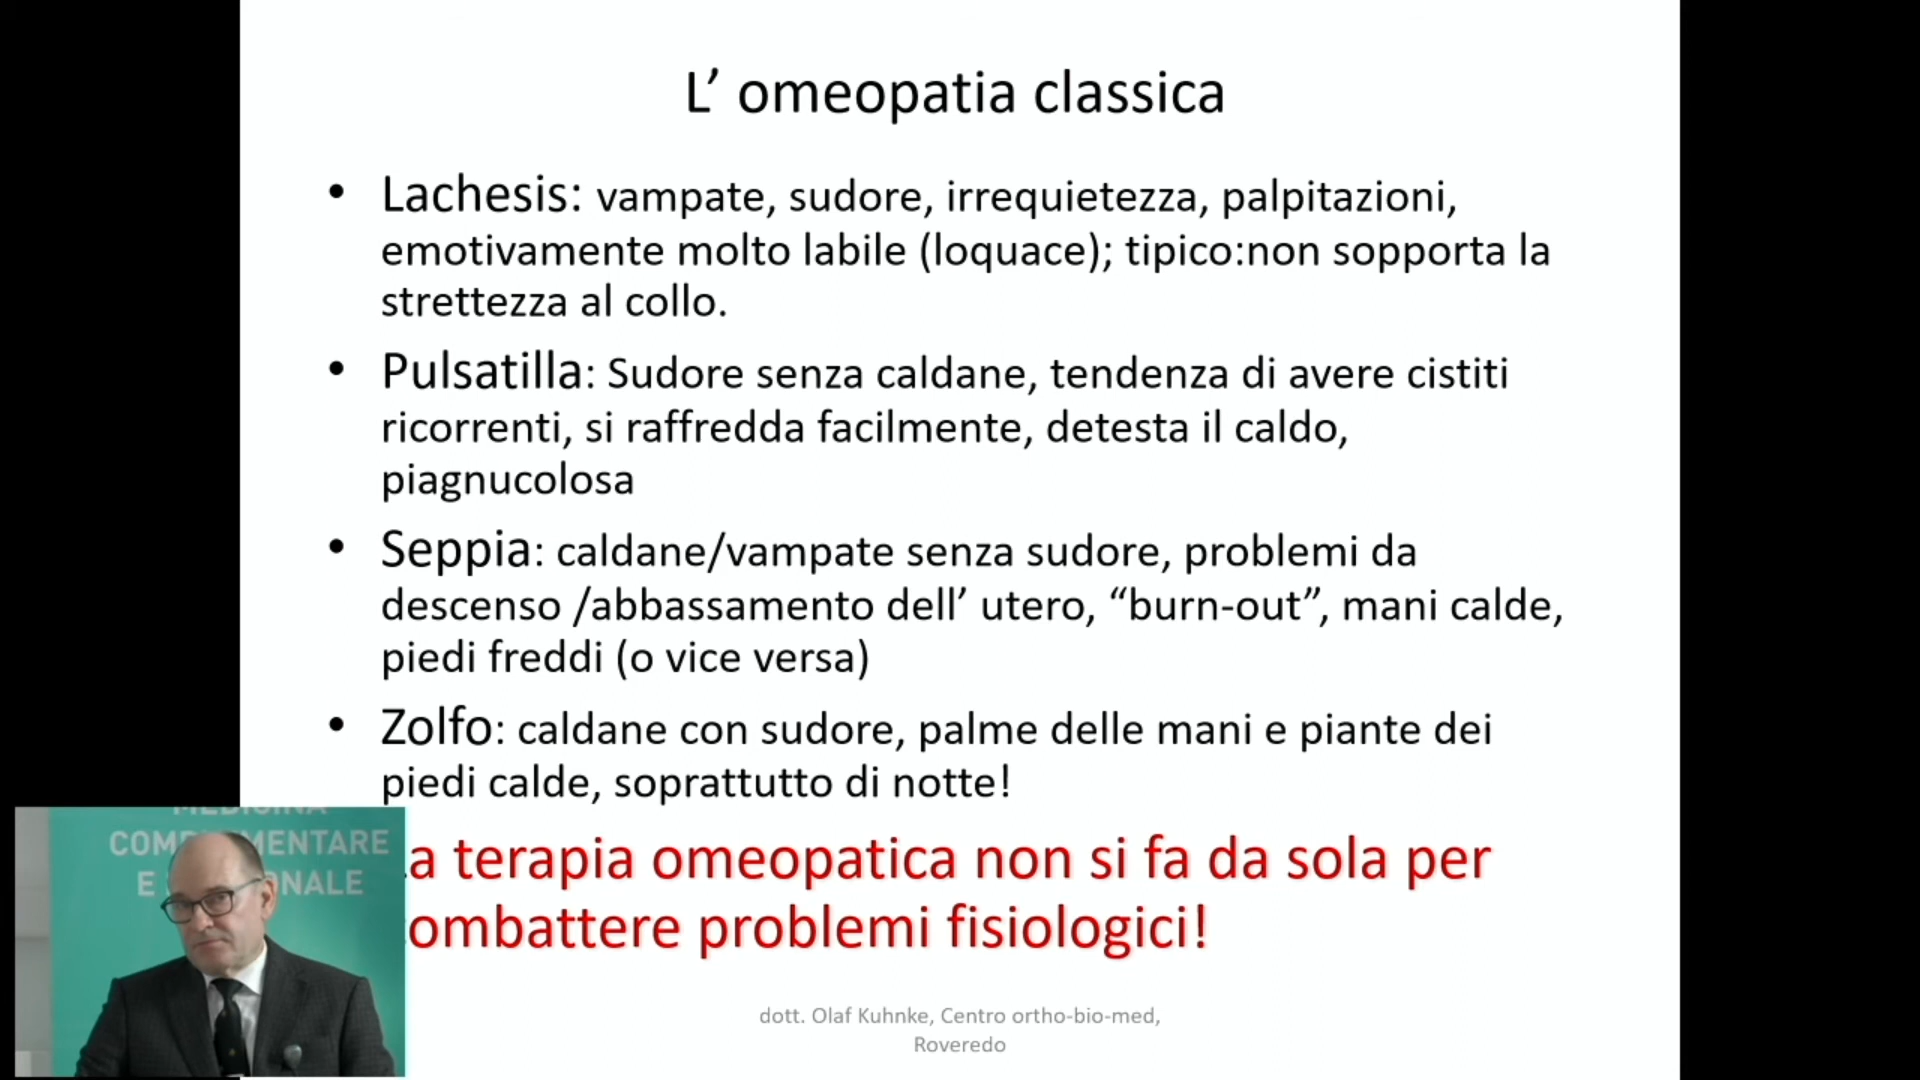 L’ omeopatia classica
• Lachesis: vampate, sudore, irrequietezza, palpitazioni,
emotivamente molto labile (loquace); tipico:non sopporta la
strettezza al collo.
• Pulsatilla: Sudore senza caldane, tendenza di avere cistiti
ricorrenti, si raffredda facilmente, detesta il caldo,
piagnucolosa
• Seppia: caldane/vampate senza sudore, problemi da
descenso /abbassamento dell’ utero, “burn-out”, mani calde,
piedi freddi (o vice versa)
• Zolfo: caldane con sudore, palme delle mani e piante dei
piedi calde, soprattutto di notte!
a terapia omeopatica non si fa da sola per
ombattere problemi fisiologici!
dott. Olaf Kuhnke, Centro ortho-bio-med,
Roveredo
MEDICINA
COM EMENTARE
E ONALE